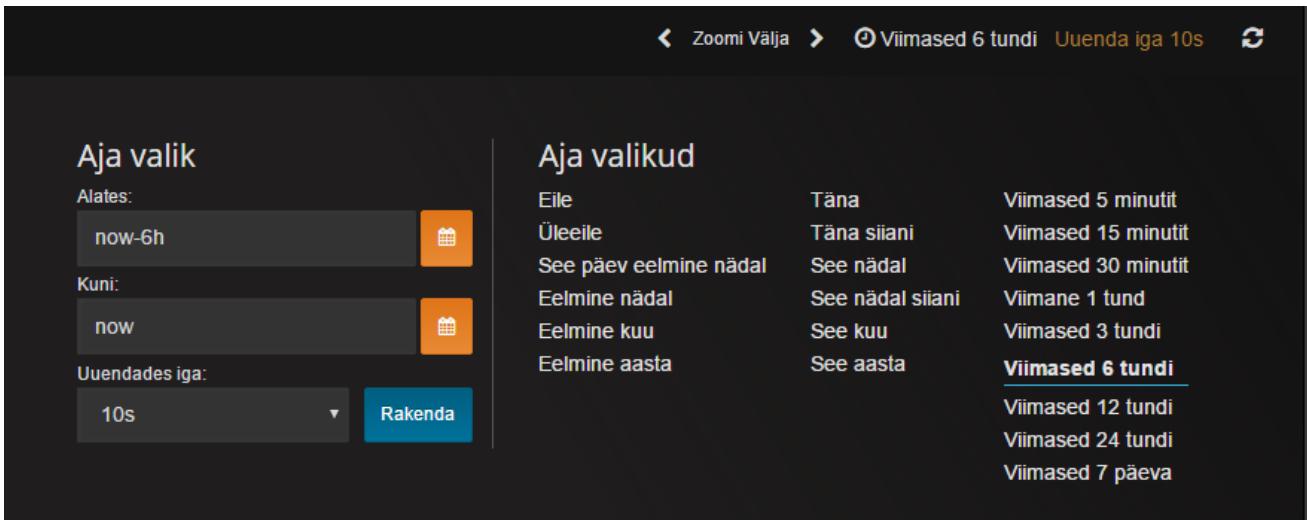 Zoomi Välja Viimased 6 tundi Uuenda iga 10s
Aja valik
Alates:
now-6h
Kuni:
now
Uuendades iga:
10s Rakenda
Aja valikud
Eile Täna Viimased 5 minutit
Üleeile Täna siiani Viimased 15 minutit
See päev eelmine nädal See nädal Viimased 30 minutit
Eelmine nädal See nädal siiani Viimane 1 tund
Eelmine kuu See kuu Viimased 3 tundi
Eelmine aasta See aasta Viimased 6 tundi
Viimased 12 tundi
Viimased 24 tundi
Viimased 7 päeva